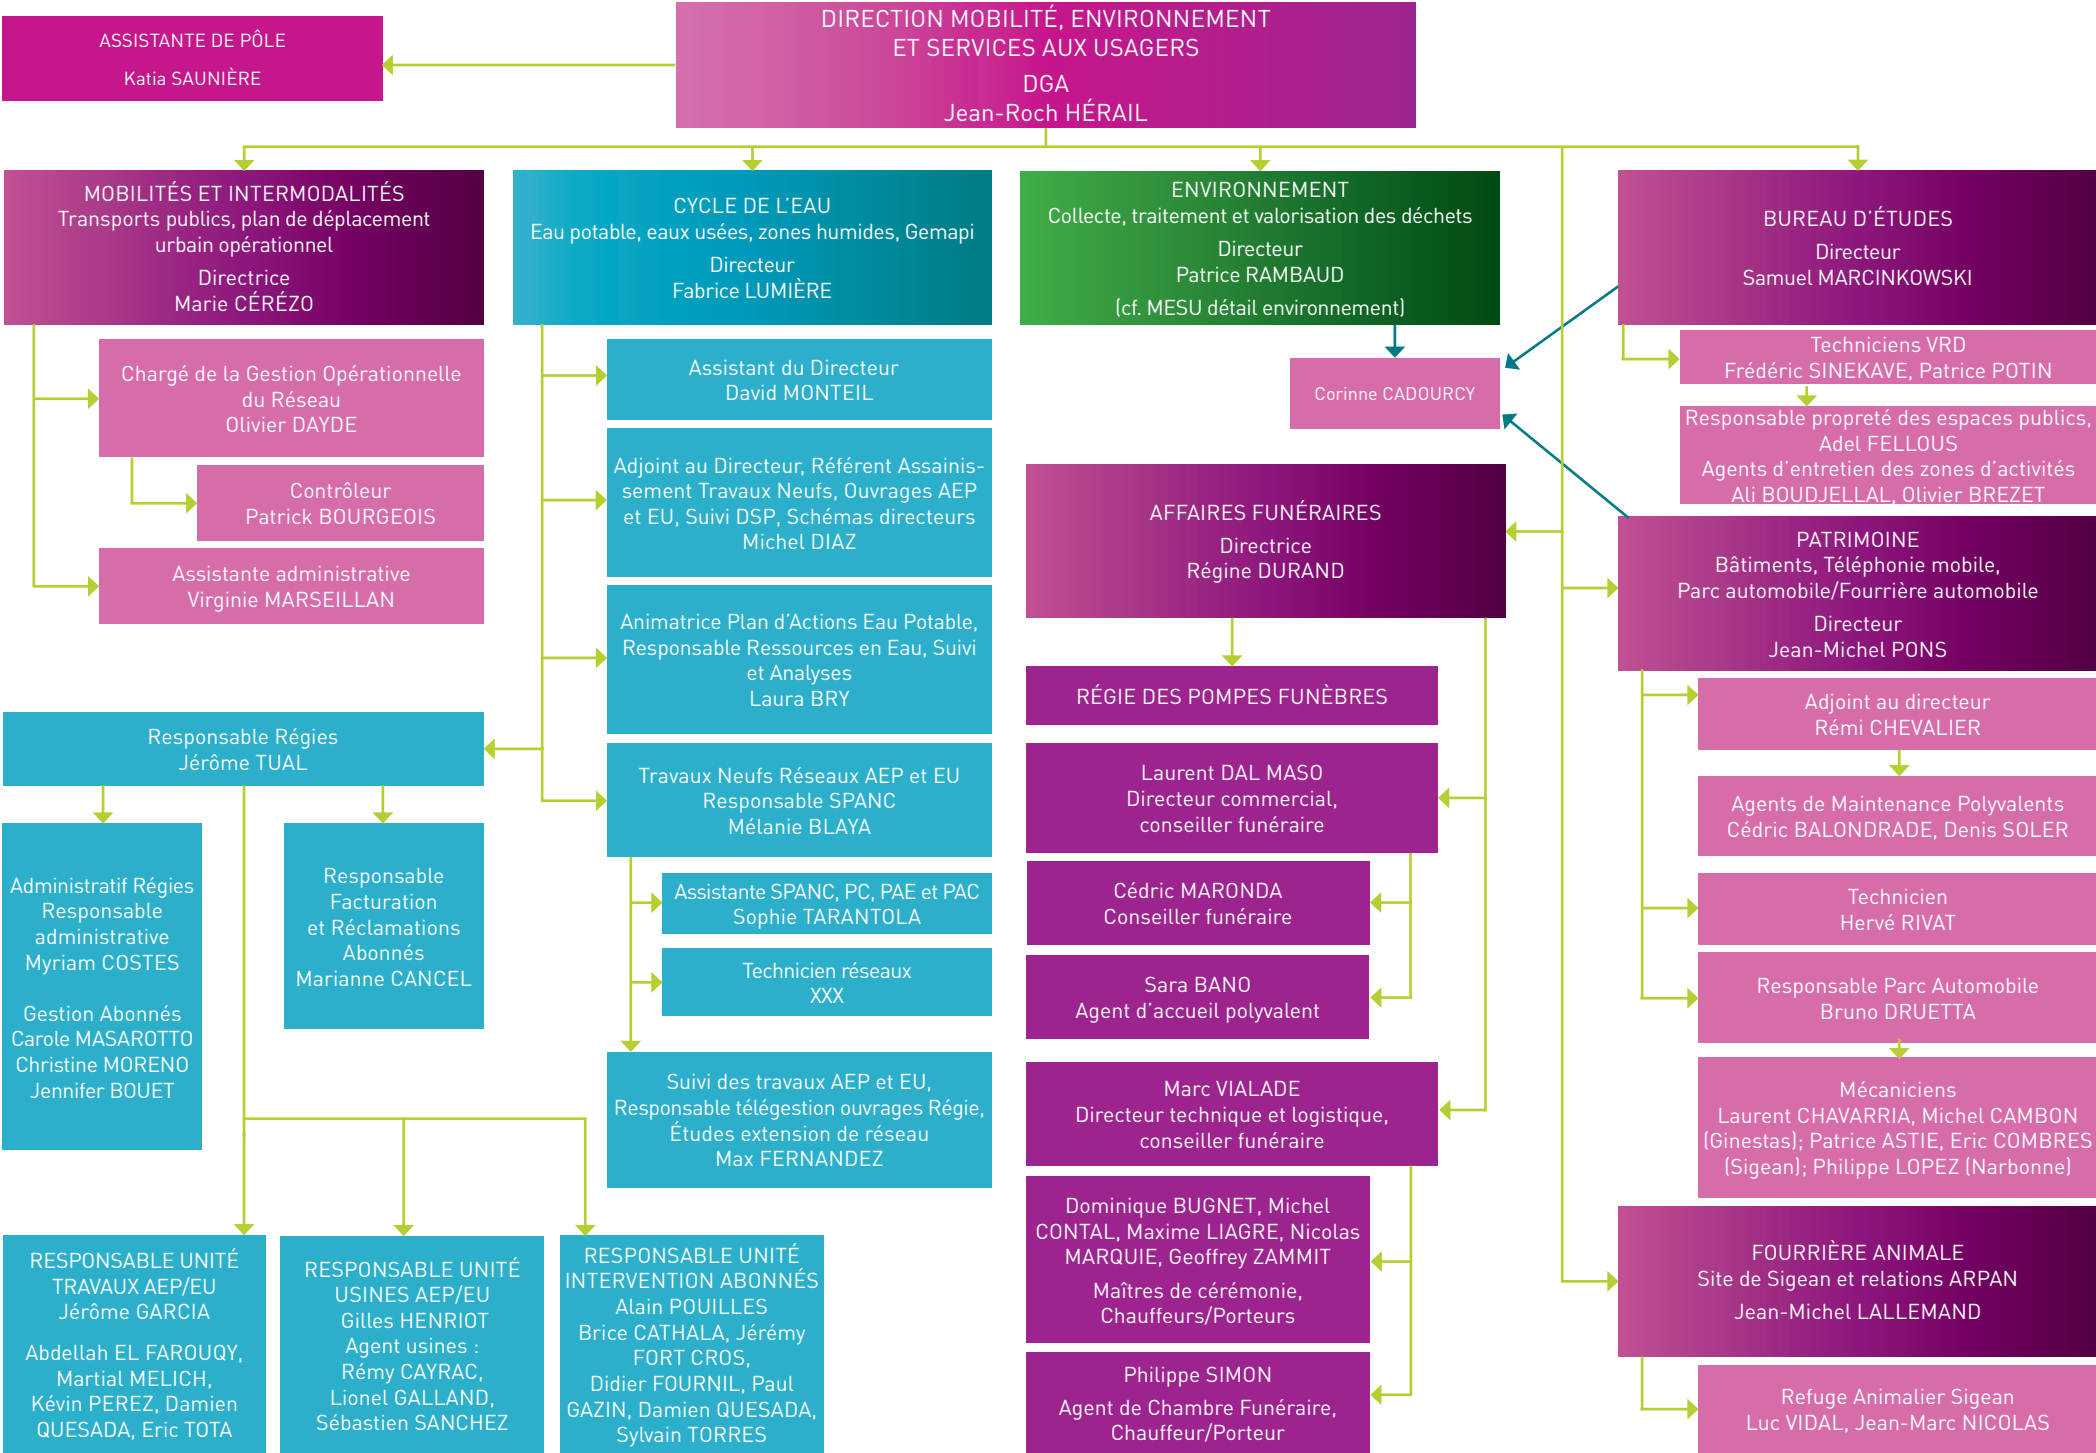 ASSISTANTE DE PÔLE
Katia SAUNIÈRE
DIRECTION MOBILITÉ, ENVIRONNEMENT
ET SERVICES AUX USAGERS
DGA
Jean-Roch HÉRAIL
MOBILITÉS ET INTERMODALITÉS
Transports publics, plan de déplacement
urbain opérationnel
Directrice
Marie CÉRÉZO
Chargé de la Gestion Opérationnelle
du Réseau
Olivier DAYDE
Contrôleur
Patrick BOURGEOIS
Assistante administrative
Virginie MARSEILLAN
CYCLE DE L’EAU
Eau potable, eaux usées, zones humides, Gemapi
Directeur
Fabrice LUMIÈRE
Assistant du Directeur
David MONTEIL
Adjoint au Directeur, Référent Assainis-
sement Travaux Neufs, Ouvrages AEP
et EU, Suivi DSP, Schémas directeurs
Michel DIAZ
Animatrice Plan d’Actions Eau Potable,
Responsable Ressources en Eau, Suivi
et Analyses
Laura BRY
Travaux Neufs Réseaux AEP et EU
Responsable SPANC
Mélanie BLAYA
Assistante SPANC, PC, PAE et PAC
Sophie TARANTOLA
Technicien réseaux
XXX
Suivi des travaux AEP et EU,
Responsable télégestion ouvrages Régie,
Études extension de réseau
Max FERNANDEZ
Responsable Régies
Jérôme TUAL
Administratif Régies
Responsable
administrative
Myriam COSTES
Gestion Abonnés
Carole MASAROTTO
Christine MORENO
Jennifer BOUET
Responsable
Facturation
et Réclamations
Abonnés
Marianne CANCEL
RESPONSABLE UNITÉ
TRAVAUX AEP/EU
Jérôme GARCIA
Abdellah EL FAROUQY,
Martial MELICH,
Kévin PEREZ, Damien
QUESADA, Eric TOTA
RESPONSABLE UNITÉ
USINES AEP/EU
Gilles HENRIOT
Agent usines :
Rémy CAYRAC,
Lionel GALLAND,
Sébastien SANCHEZ
RESPONSABLE UNITÉ
INTERVENTION ABONNÉS
Alain POUILLES
Brice CATHALA, Jérémy
FORT CROS,
Didier FOURNIL, Paul
GAZIN, Damien QUESADA,
Sylvain TORRES
ENVIRONNEMENT
Collecte, traitement et valorisation des déchets
Directeur
Patrice RAMBAUD
(cf. MESU détail environnement)
Corinne CADOURCY
AFFAIRES FUNÉRAIRES
Directrice
Régine DURAND
RÉGIE DES POMPES FUNÈBRES
Laurent DAL MASO
Directeur commercial,
conseiller funéraire
Cédric MARONDA
Conseiller funéraire
Sara BANO
Agent d’accueil polyvalent
Marc VIALADE
Directeur technique et logistique,
conseiller funéraire
Dominique BUGNET, Michel
CONTAL, Maxime LIAGRE, Nicolas
MARQUIE, Geoffrey ZAMMIT
Maîtres de cérémonie,
Chauffeurs/Porteurs
Philippe SIMON
Agent de Chambre Funéraire,
Chauffeur/Porteur
BUREAU D’ÉTUDES
Directeur
Samuel MARCINKOWSKI
Techniciens VRD
Frédéric SINEKAVE, Patrice POTIN
Responsable propreté des espaces publics,
Adel FELLOUS
Agents d’entretien des zones d’activités
Ali BOUDJELLAL, Olivier BREZET
PATRIMOINE
Bâtiments, Téléphonie mobile,
Parc automobile/Fourrière automobile
Directeur
Jean-Michel PONS
Adjoint au directeur
Rémi CHEVALIER
Agents de Maintenance Polyvalents
Cédric BALONDRADE, Denis SOLER
Technicien
Hervé RIVAT
Responsable Parc Automobile
Bruno DRUETTA
Mécaniciens
Laurent CHAVARRIA, Michel CAMBON
(Ginestas); Patrice ASTIE, Eric COMBRES
(Sigean); Philippe LOPEZ (Narbonne)
FOURRIÈRE ANIMALE
Site de Sigean et relations ARPAN
Jean-Michel LALLEMAND
Refuge Animalier Sigean
Luc VIDAL, Jean-Marc NICOLAS